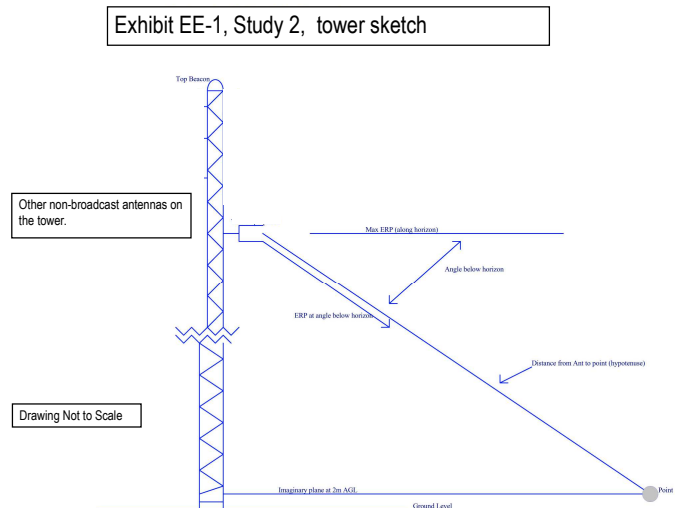 Exhibit EE-1, Study 2, tower sketch
Top Beacon
Other non-broadcast antennas on
the tower.
Max ERP (along horizon)
Angle below horizon
ERP at angle below horizon
Distance from Ant to point (hypotenuse)
Drawing Not to Scale
Imaginary plane at 2m AGL
Point
Ground Level